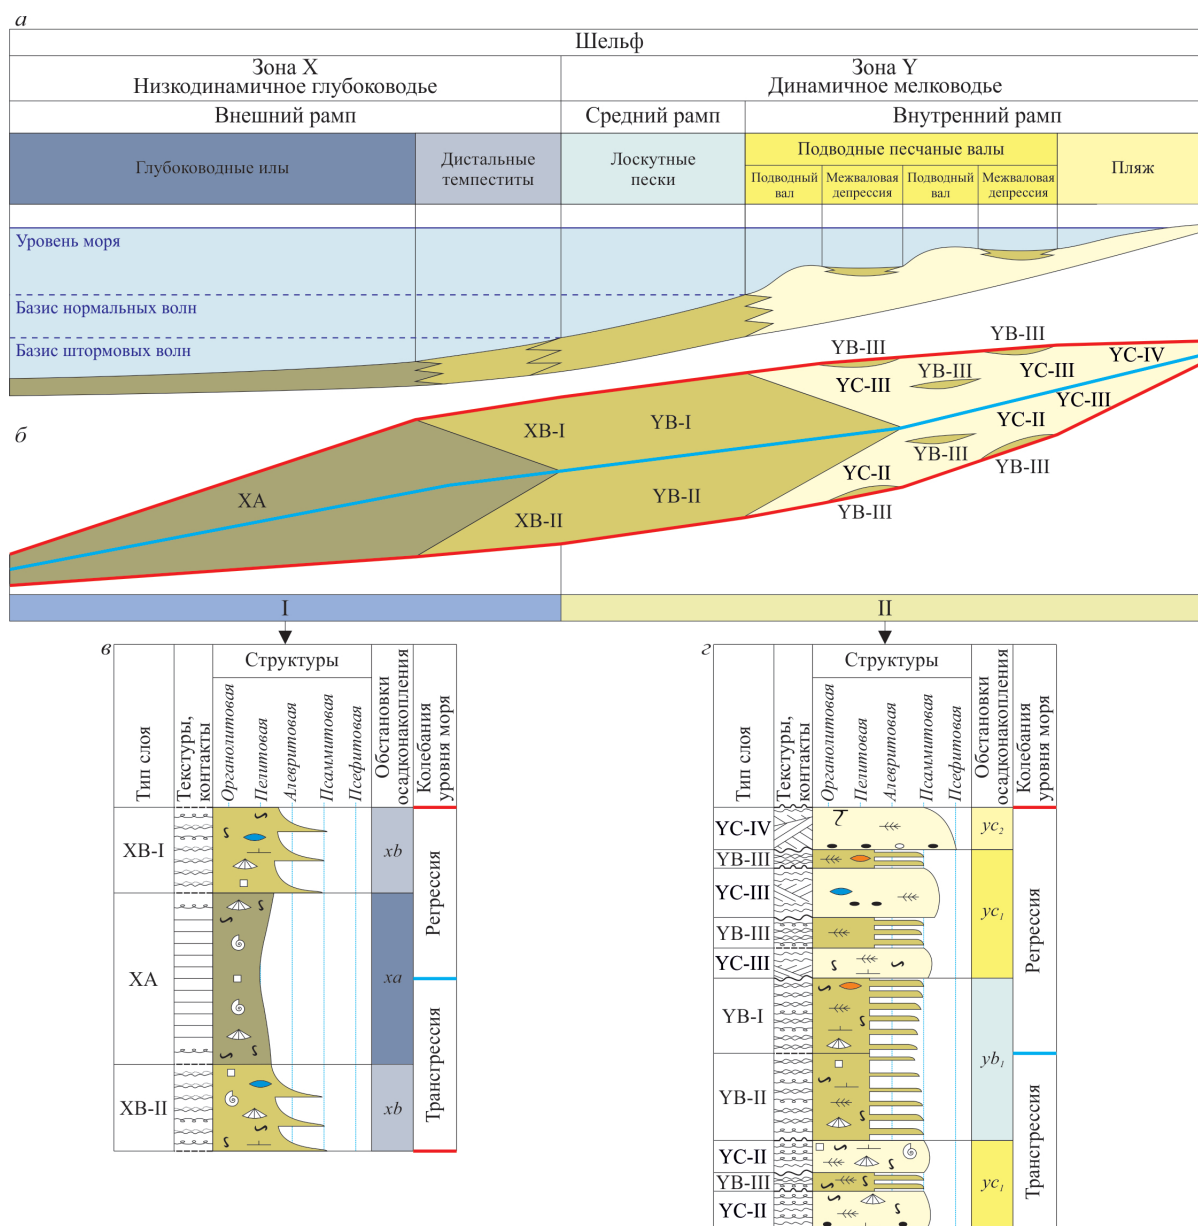 а
Шельф
Зона X
Низкодинамичное глубоководье
Зона Y
Динамичное мелководье
Внешний рамп
Средний рамп
Внутренний рамп
Глубоководные илы
Дистальные
темпеститы
Лоскутные
пески
Подводные песчаные валы
Подводный
вал
Межваловая
депрессия
Подводный
вал
Межваловая
депрессия
Пляж
Уровень моря
Базис нормальных волн
Базис штормовых волн
б
YB-III
YB-III
YC-IV
YC-III
YB-III
YC-III
YC-III
XB-I
YB-I
YC-II
XA
YC-II
YB-III
YB-III
YB-II
XB-II
YB-III
I
II
в
Тип слоя
Текстуры,
контакты
Структуры
Органолитовая
Пелитовая
Алевритовая
Псаммитовая
Псефитовая
Обстановки
осадконакопления
Колебания
уровня моря
XB-I
xb
Регрессия
XA
xa
Трансгрессия
XB-II
xb
г
Тип слоя
Текстуры,
контакты
Структуры
Органолитовая
Пелитовая
Алевритовая
Псаммитовая
Псефитовая
Обстановки
осадконакопления
Колебания
уровня моря
YC-IV
yc2
YB-III
YC-III
yc1
Регрессия
YB-III
YC-III
YB-I
yb1
YB-II
Трансгрессия
YC-II
YB-III
yc1
YC-II